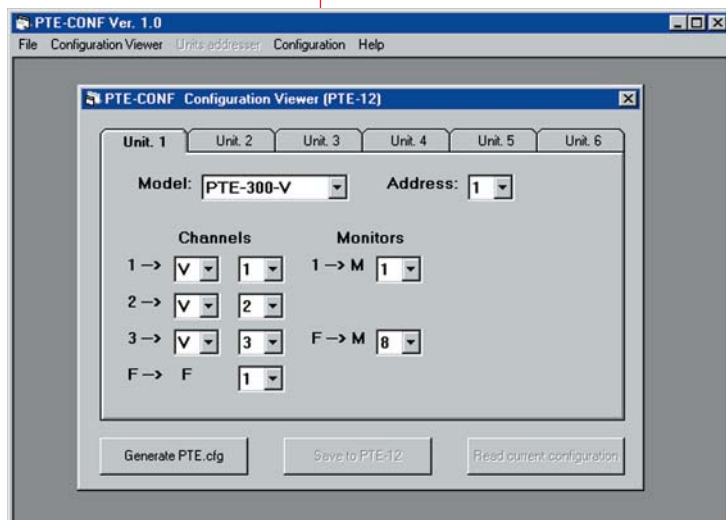 PTE-CONF Ver. 1.0
File Configuration Viewer Units addresser Configuration Help
PTE-CONF Configuration Viewer (PTE-12)
Unit. 1 Unit. 2 Unit. 3 Unit. 4 Unit. 5 Unit. 6
Model: PTE-300-V Address: 1
Channels Monitors
1 –> V 1 1 –> M 1
2 –> V 2
3 –> V 3 F –> M 8
F –> F 1
Generate PTE.cfg Save to PTE-12 Read current configuration